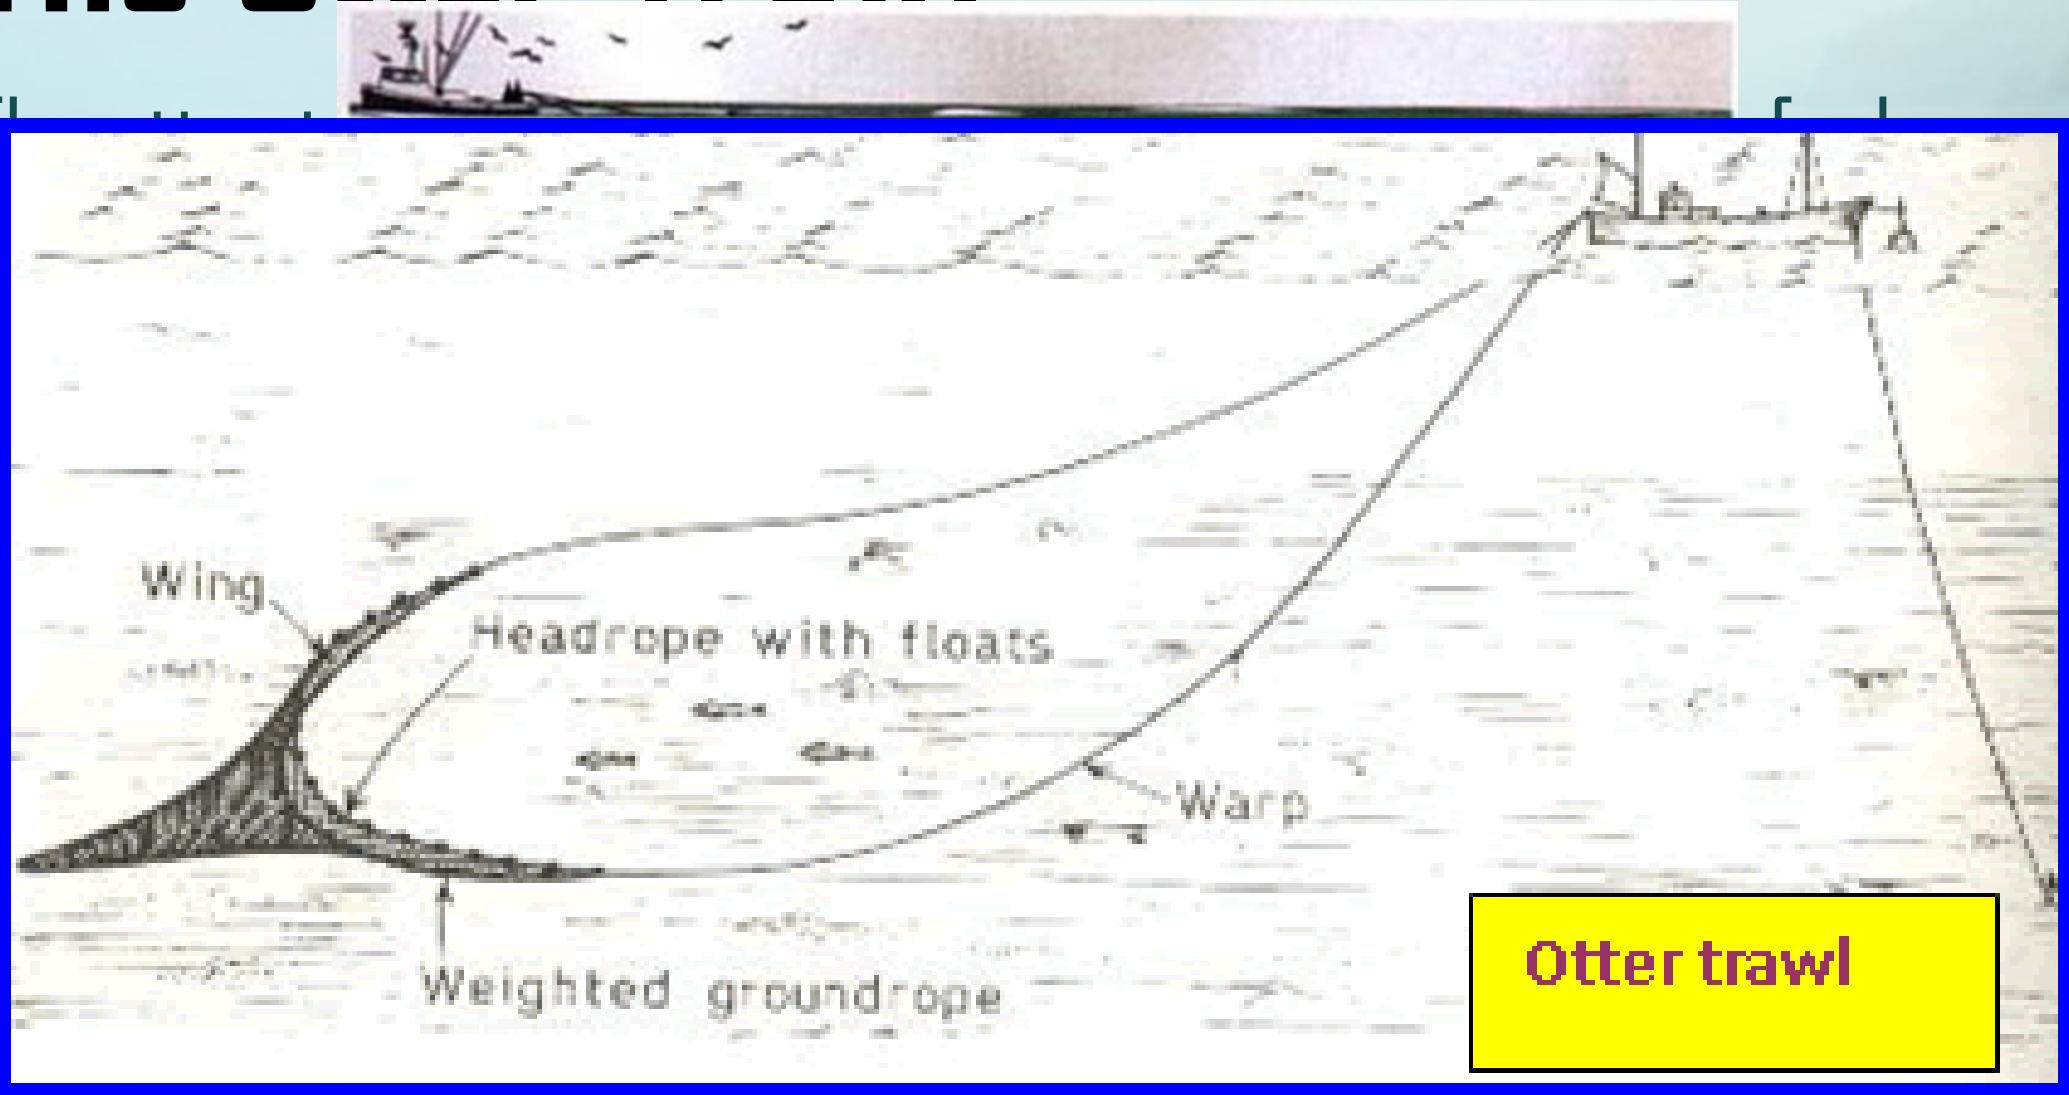 Wing
Headrope with floats
Warp
Weighted groundrope
Otter trawl